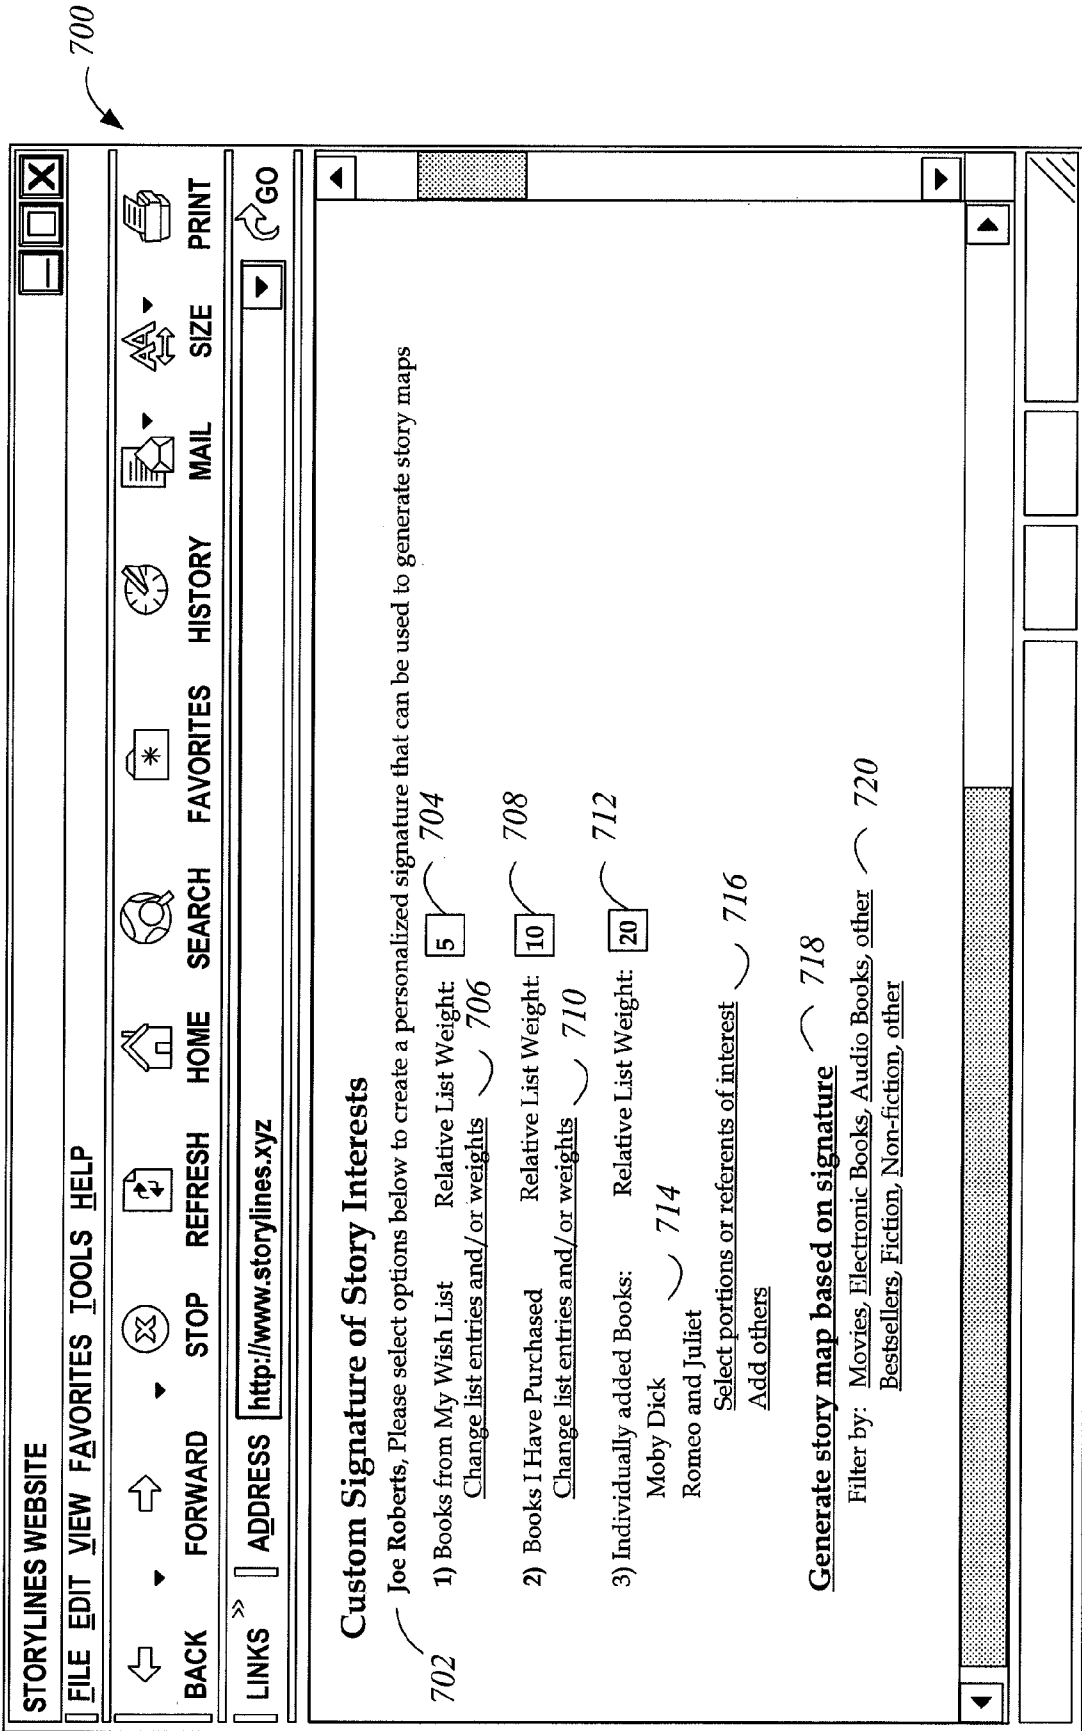 700
STORYLINES WEBSITE
FILE EDIT VIEW FAVORITES TOOLS HELP
BACK FORWARD STOP REFRESH HOME SEARCH FAVORITES HISTORY MAIL SIZE PRINT
LINKS >> ADDRESS http://www.storylines.xyz GO
Custom Signature of Story Interests
702 Joe Roberts, Please select options below to create a personalized signature that can be used to generate story maps
1) Books from My Wish List Relative List Weight: 5 704
Change list entries and/or weights 706
2) Books I Have Purchased Relative List Weight: 10 708
Change list entries and/or weights 710
3) Individually added Books: Relative List Weight: 20 712
Moby Dick 714
Romeo and Juliet
Select portions or referents of interest 716
Add others
Generate story map based on signature 718
Filter by: Movies, Electronic Books, Audio Books, other 720
Bestsellers, Fiction, Non-fiction, other